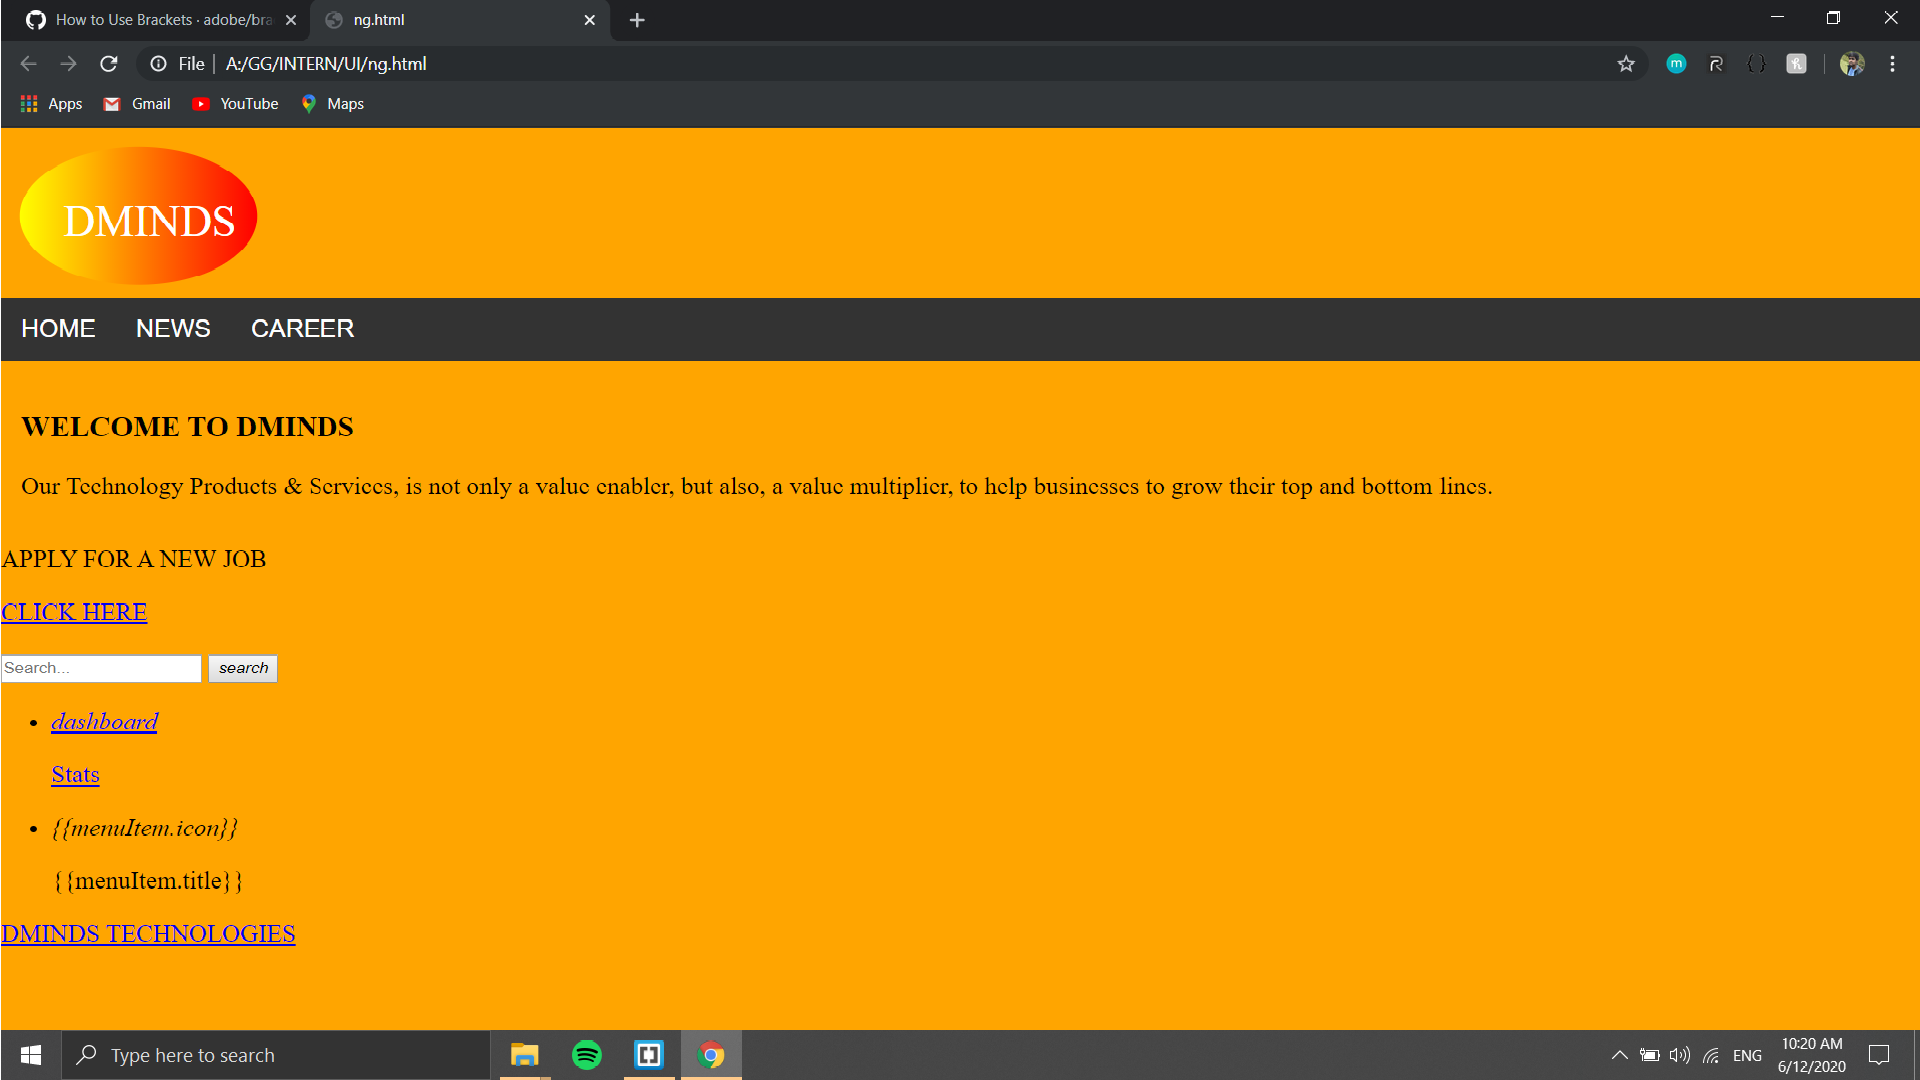 How to Use Brackets · adobe/bra
ng.html
File
A:/GG/INTERN/UI/ng.html
Apps
Gmail
YouTube
Maps
DMINDS
HOME NEWS CAREER
WELCOME TO DMINDS
Our Technology Products & Services, is not only a value enabler, but also, a value multiplier, to help businesses to grow their top and bottom lines.
APPLY FOR A NEW JOB
CLICK HERE
Search...
search
dashboard
Stats
{{menuItem.icon}}
{{menuItem.title}}
DMINDS TECHNOLOGIES
Type here to search
ENG
10:20 AM
6/12/2020